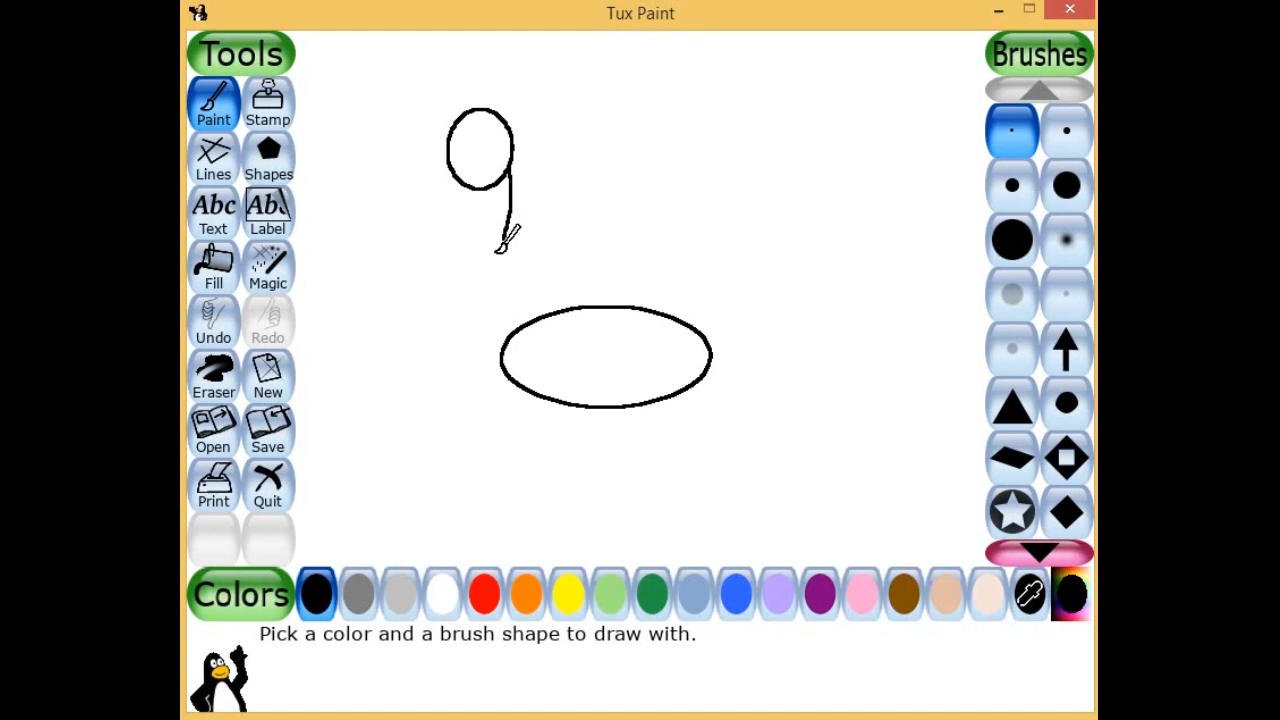 Tux Paint
Tools
Brushes
Paint Stamp
Lines Shapes
Abc Abc
Text Label
Fill Magic
Undo Redo
Eraser New
Open Save
Print Quit
Colors
Pick a color and a brush shape to draw with.